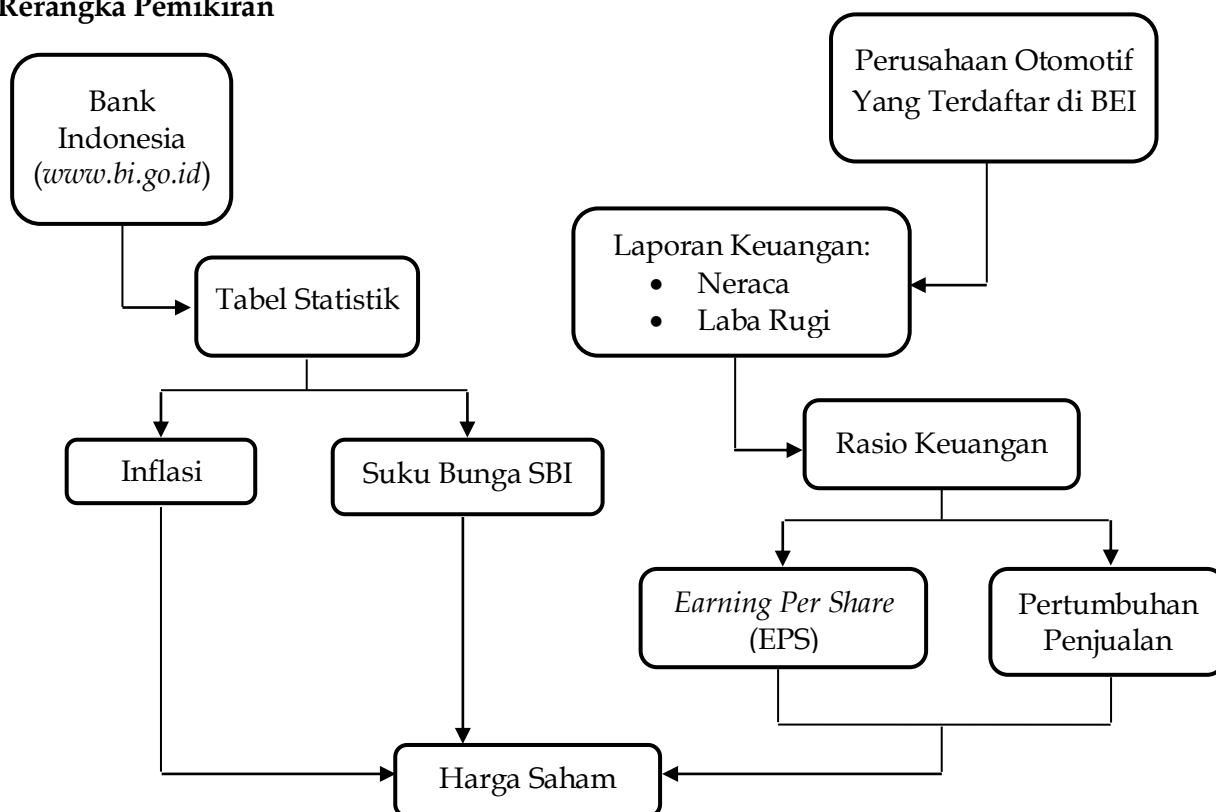 Rerangka Pemikiran
Bank
Indonesia
(www.bi.go.id)
Perusahaan Otomotif
Yang Terdaftar di BEI
Tabel Statistik
Laporan Keuangan:
• Neraca
• Laba Rugi
Inflasi
Suku Bunga SBI
Rasio Keuangan
Earning Per Share
(EPS)
Pertumbuhan
Penjualan
Harga Saham